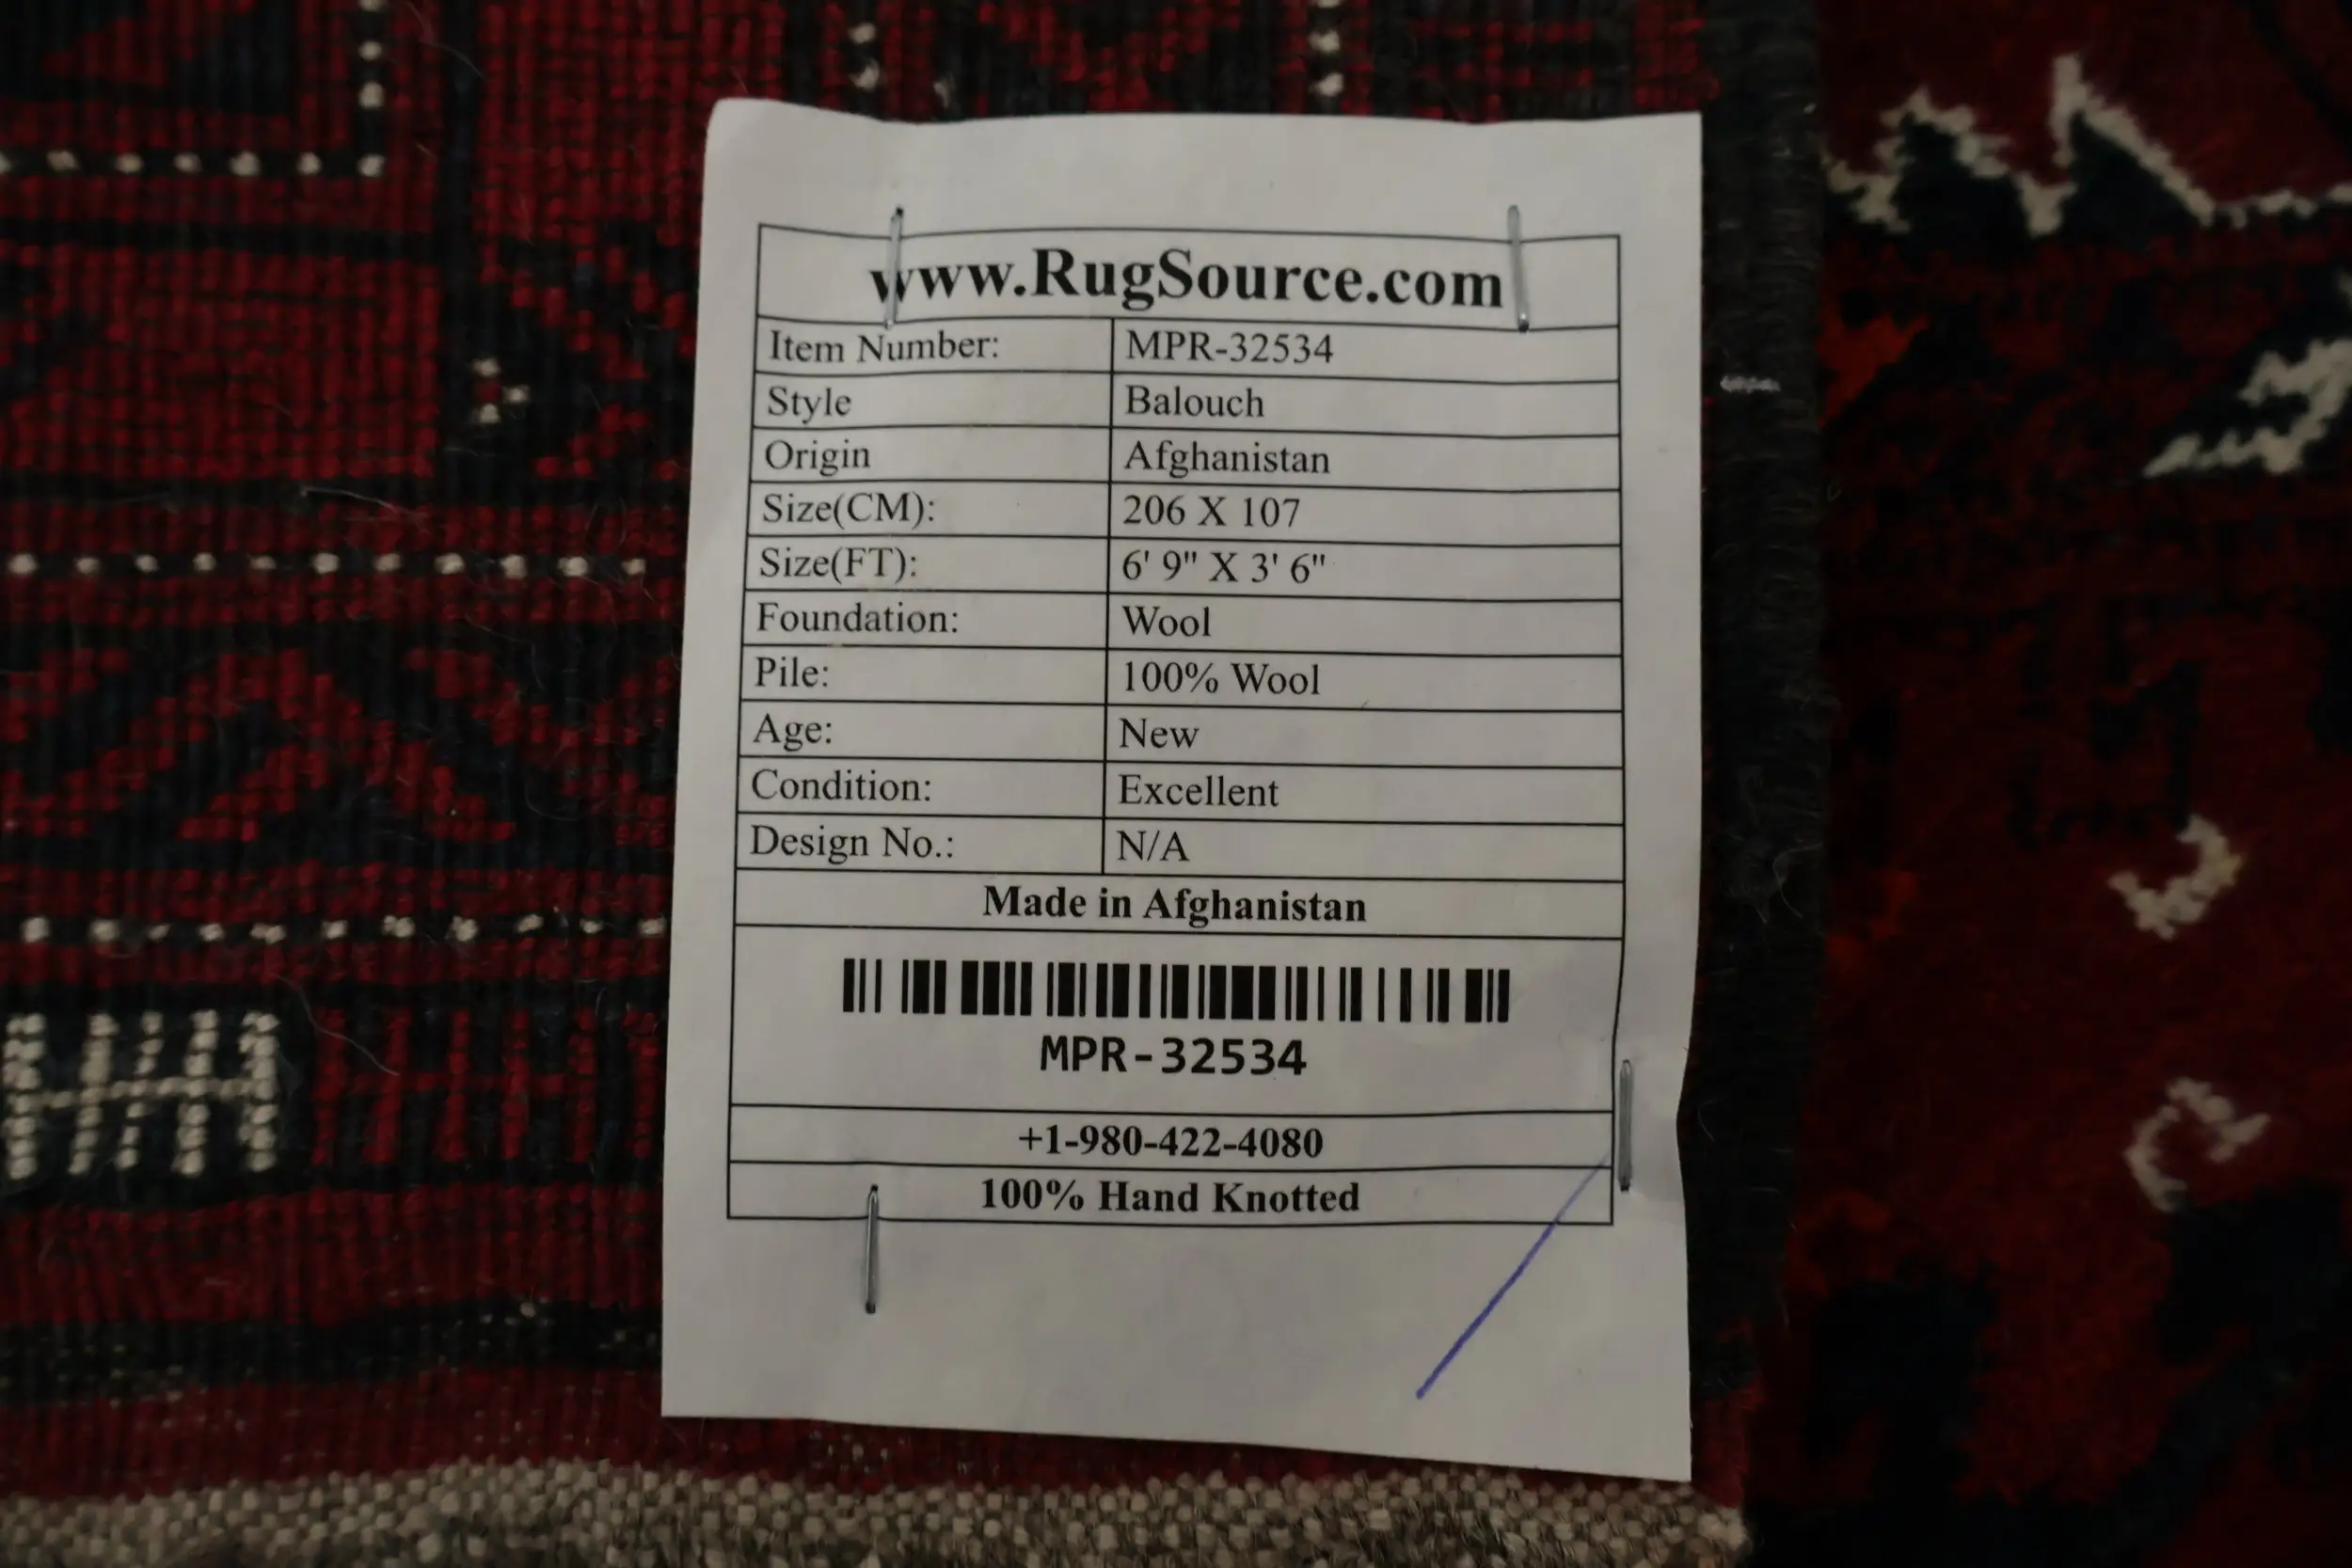 www.RugSource.com
Item Number: MPR-32534
Style Balouch
Origin Afghanistan
Size(CM): 206 X 107
Size(FT): 6' 9" X 3' 6"
Foundation: Wool
Pile: 100% Wool
Age: New
Condition: Excellent
Design No.: N/A
Made in Afghanistan
MPR-32534
+1-980-422-4080
100% Hand Knotted